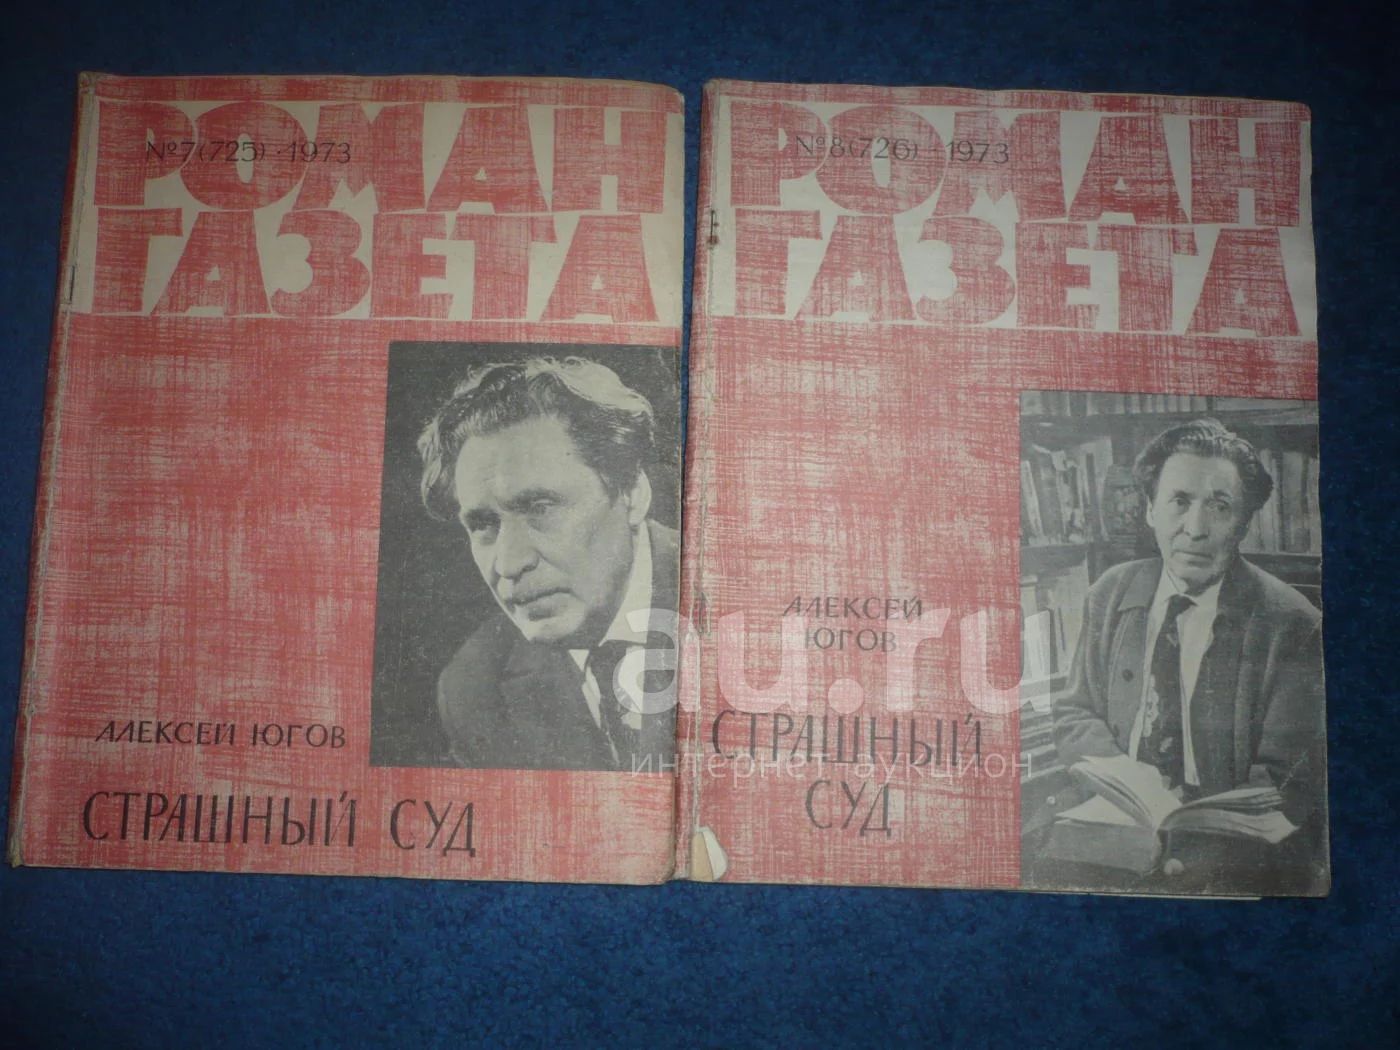 РОМАН
№7(725)·1973
ГАЗЕТА
АЛЕКСЕЙ ЮГОВ
СТРАШНЫЙ СУД
РОМАН
№8(726) 1973
ГАЗЕТА
АЛЕКСЕЙ
ЮГОВ
СТРАШНЫЙ
СУД
au.ru
интернет аукцион